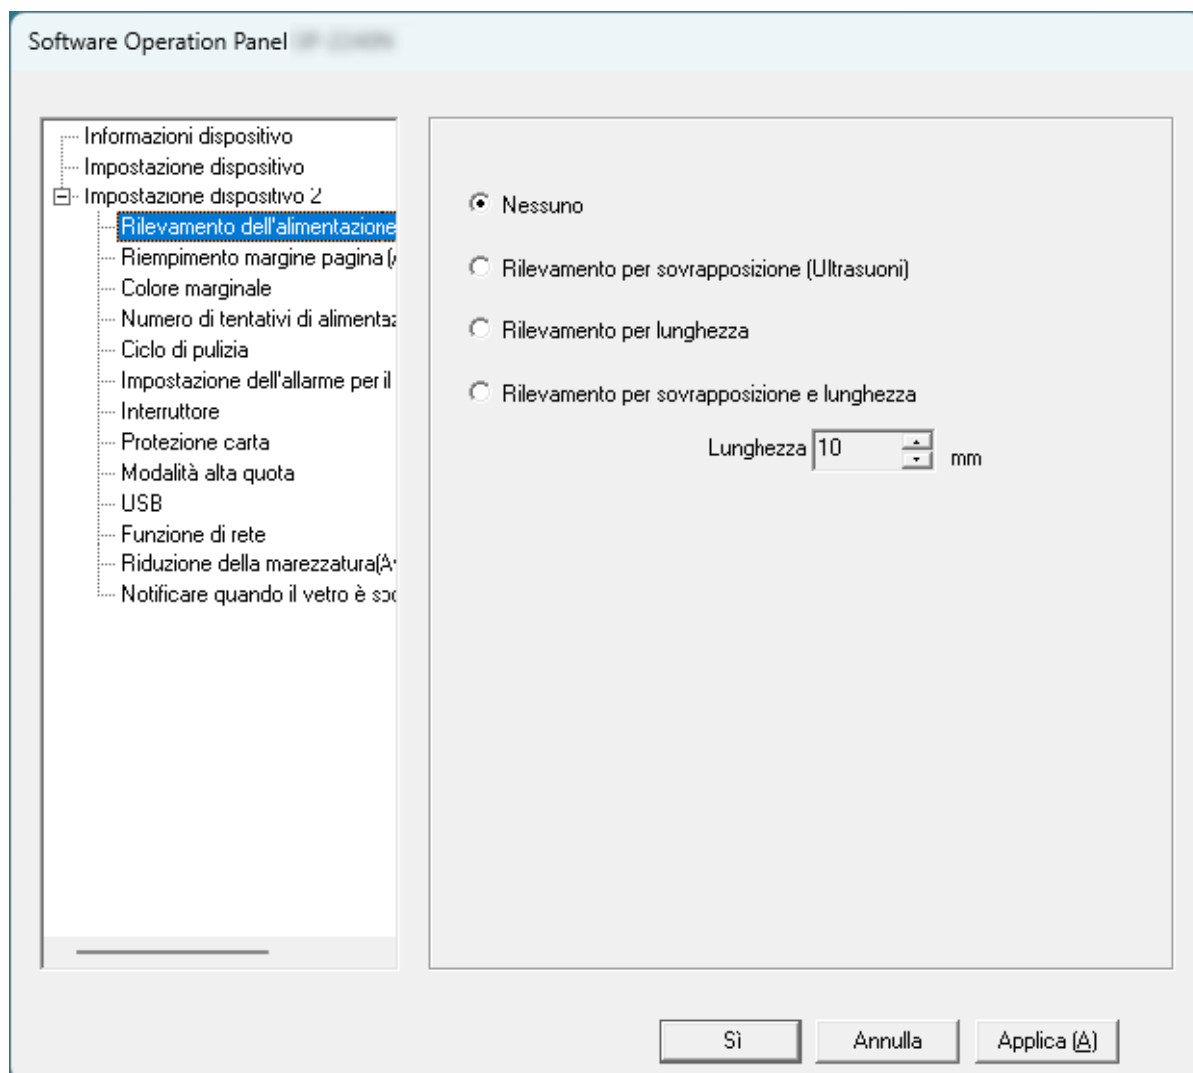 Software Operation Panel
Informazioni dispositivo
Impostazione dispositivo
Impostazione dispositivo 2
Rilevamento dell'alimentazione
Riempimento margine pagina (
Colore marginale
Numero di tentativi di
Ciclo di pulizia
Impostazione dell'allarme per il
Interruttore
Protezione carta
Modalità alta quota
USB
Funzione di rete
Riduzione della marezzatura(
Notificare quando il vetro è
Nessuno
Rilevamento per sovrapposizione (Ultrasuoni)
Rilevamento per lunghezza
Rilevamento per sovrapposizione e lunghezza
Lunghezza 10 mm
Sì
Annulla
Applica (A)